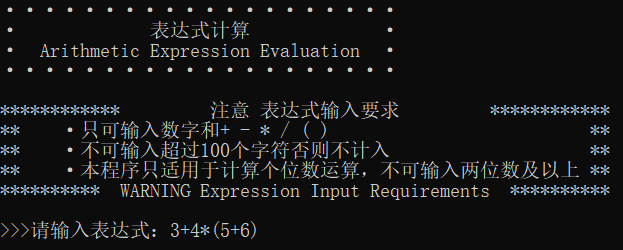 · · · · · · · · · · · · · · · ·
· 表达式计算 ·
· Arithmetic Expression Evaluation ·
· · · · · · · · · · · · · · · ·
************ 注意 表达式输入要求 ************
** ·只可输入数字和+ - * / ( ) **
** ·不可输入超过100个字符否则不计入 **
** ·本程序只适用于计算个位数运算，不可输入两位数及以上 **
********** WARNING Expression Input Requirements **********
>>>请输入表达式：3+4*(5+6)